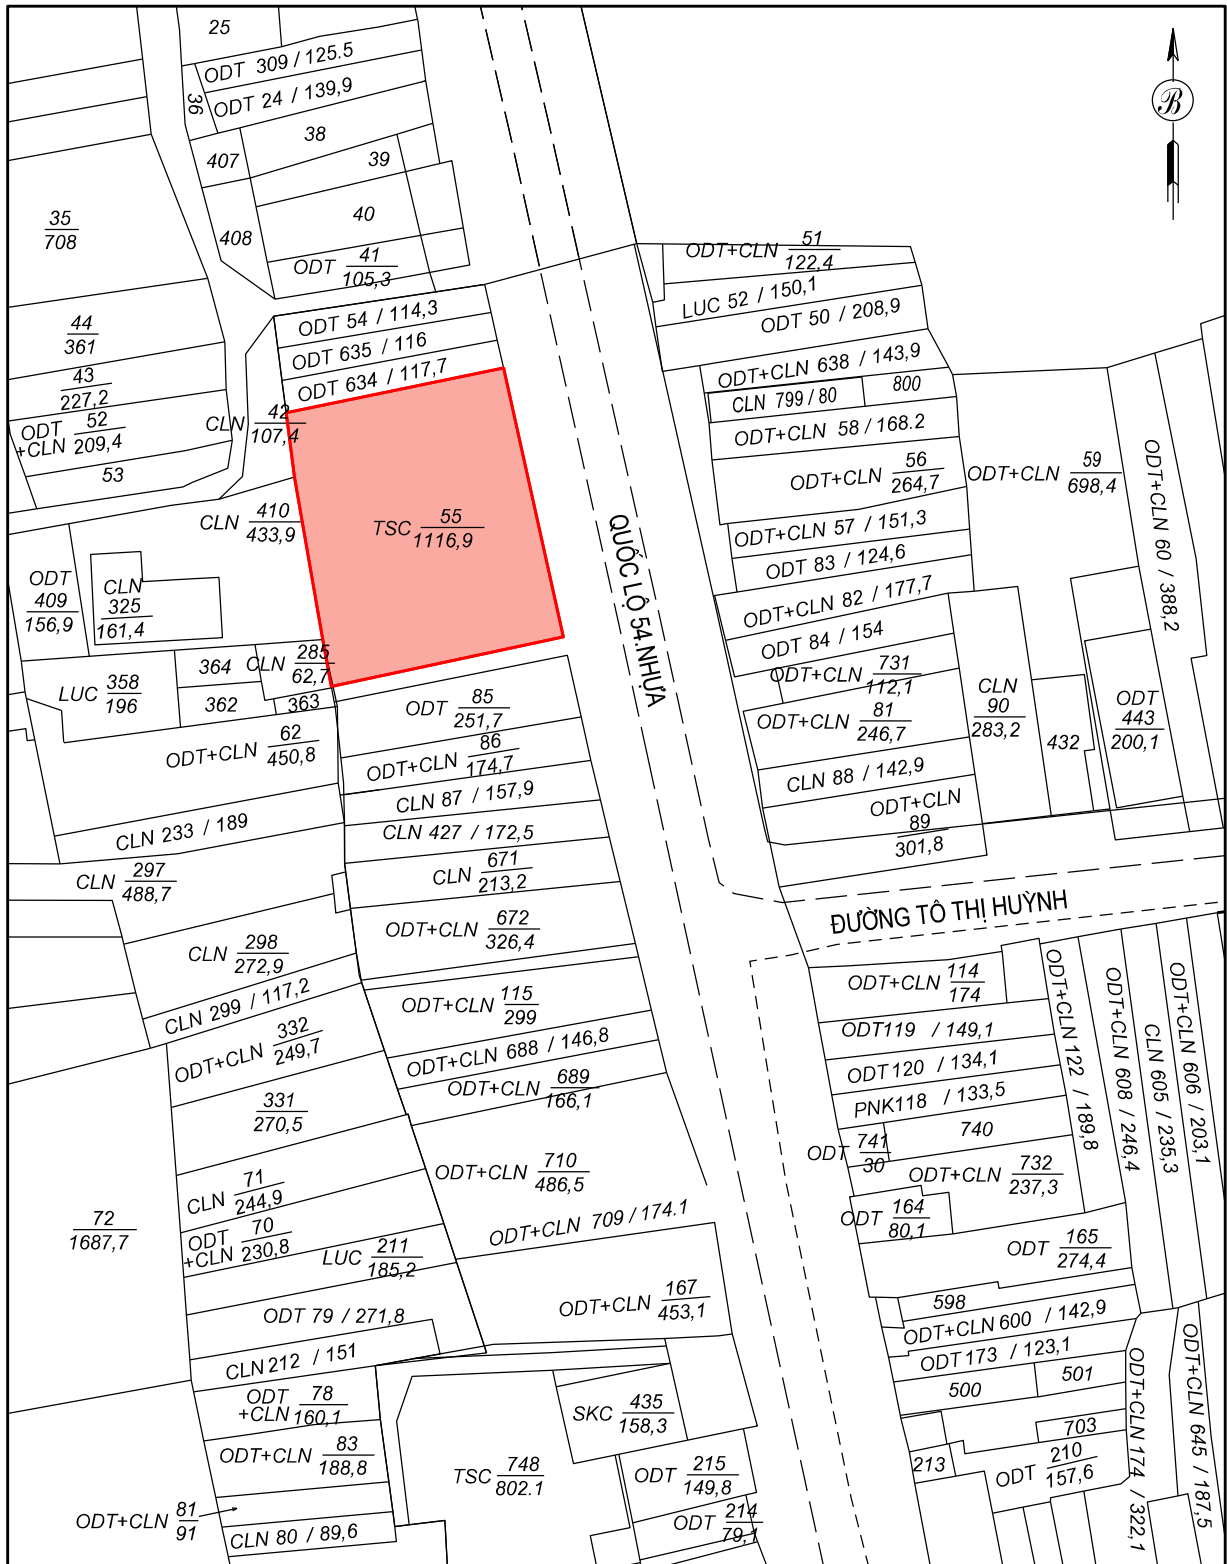 25
ODT 309 / 125.5
36
ODT 24 / 139,9
B
38
407
39
35
708
40
408
ODT 41
105,3
ODT+CLN 51
122,4
LUC 52 / 150,1
ODT 54 / 114,3
ODT 50 / 208,9
44
361
ODT 635 / 116
ODT+CLN 638 / 143,9
ODT 634 / 117,7
43
227,2
CLN 799 / 80
800
CLN 42
107,4
ODT 52
+CLN 209,4
ODT+CLN 58 / 168.2
53
ODT+CLN 56
264,7
ODT+CLN 59
698,4
ODT+CLN 60 / 388,2
CLN 410
433,9
TSC 55
1116,9
QUỐC LỘ 54.NHỰA
ODT+CLN 57 / 151,3
ODT 83 / 124,6
ODT
409
156,9
CLN
325
161,4
ODT+CLN 82 / 177,7
ODT 84 / 154
364
CLN 285
62,7
ODT+CLN 731
112,1
LUC 358
196
362
363
ODT 85
251,7
ODT+CLN 81
246,7
CLN
90
283,2
432
ODT
443
200,1
ODT+CLN 62
450,8
ODT+CLN 86
174,7
CLN 88 / 142,9
CLN 87 / 157,9
ODT+CLN
89
301,8
CLN 233 / 189
CLN 427 / 172,5
CLN 297
488,7
CLN 671
213,2
ĐƯỜNG TÔ THỊ HUỲNH
CLN 298
272,9
ODT+CLN 672
326,4
ODT+CLN 114
174
ODT+CLN 122 / 189,8
ODT+CLN 608 / 246,4
CLN 605 / 235,3
ODT+CLN 606 / 203,1
CLN 299 / 117,2
ODT+CLN 115
299
ODT119 / 149,1
ODT+CLN 332
249,7
ODT+CLN 688 / 146,8
ODT 120 / 134,1
ODT+CLN 689
166,1
PNK118 / 133,5
331
270,5
ODT 741
30
740
ODT+CLN 710
486,5
ODT+CLN 732
237,3
CLN 71
244,9
72
1687,7
ODT 164
80,1
ODT 70
+CLN 230,8
ODT+CLN 709 / 174.1
LUC 211
185,2
ODT 165
274,4
ODT+CLN 167
453,1
598
ODT 79 / 271,8
ODT+CLN 600 / 142,9
CLN 212 / 151
ODT 173 / 123,1
ODT+CLN 174 / 322,1
ODT+CLN 645 / 187,5
ODT 78
+CLN 160,1
500
501
SKC 435
158,3
703
ODT+CLN 83
188,8
TSC 748
802.1
ODT 215
149,8
213
ODT 210
157,6
ODT+CLN 81
91
ODT 214
79,1
CLN 80 / 89,6